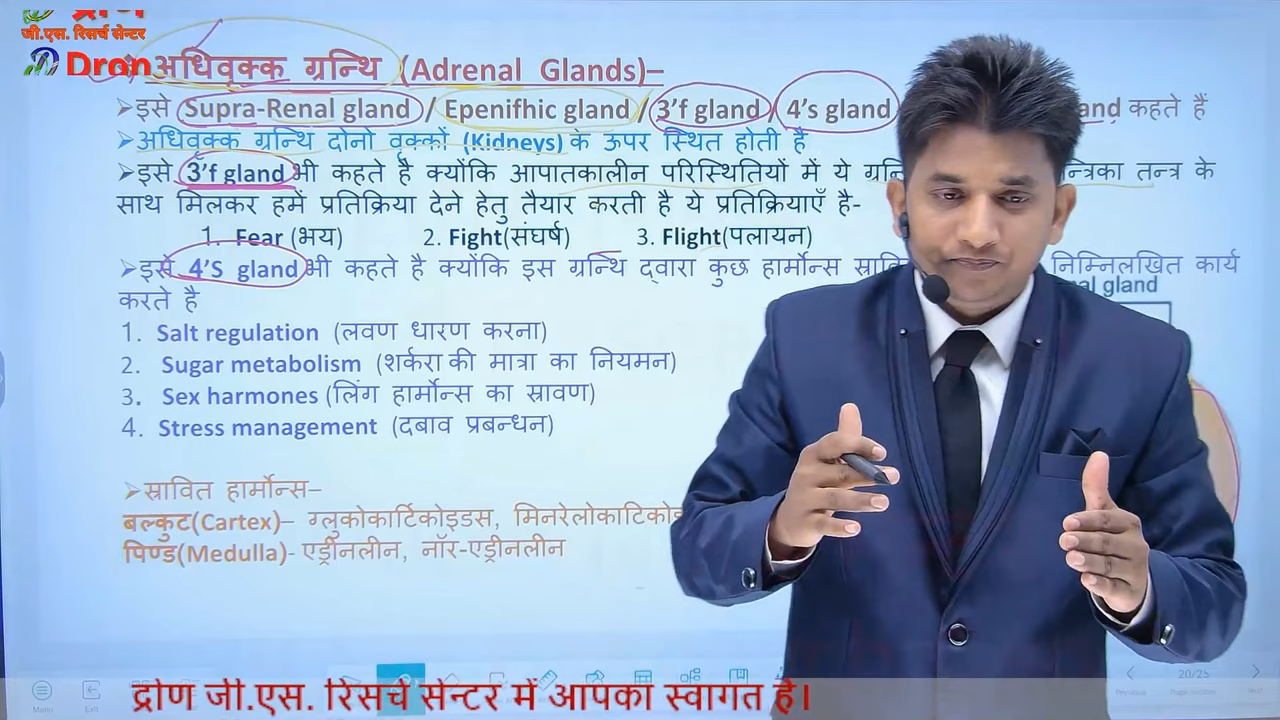 जी.एस. रिसर्च सेन्टर
Dron
अधिवृक्क ग्रन्थि (Adrenal Glands)–
➢इसे Supra-Renal gland / Epenifhic gland / 3'f gland / 4's gland and कहते हैं
➢अधिवृक्क ग्रन्थि दोनो वृक्कों (Kidneys) के ऊपर स्थित होती है
➢इसे 3'f gland भी कहते है क्योंकि आपातकालीन परिस्थितियों में ये ग्रन्थि न्त्रिका तन्त्र के
साथ मिलकर हमें प्रतिक्रिया देने हेतु तैयार करती है ये प्रतिक्रियाएँ है-
1. Fear (भय) 2. Fight(संघर्ष) 3. Flight(पलायन)
➢इसे 4'S gland भी कहते है क्योंकि इस ग्रन्थि द्वारा कुछ हार्मोन्स निम्निलखित कार्य
करते है
al gland
1. Salt regulation (लवण धारण करना)
2. Sugar metabolism (शर्करा की मात्रा का नियमन)
3. Sex harmones (लिंग हार्मोन्स का स्रावण)
4. Stress management (दबाव प्रबन्धन)
➢स्रावित हार्मोन्स–
बल्कुट(Cartex)– ग्लुकोकार्टिकोइडस,
पिण्ड(Medulla)- एड्रीनलीन, नॉर-एड्रीनलीन
Menu Exit 20/25
द्रोण जी.एस. रिसर्च सेन्टर में आपका स्वागत है।